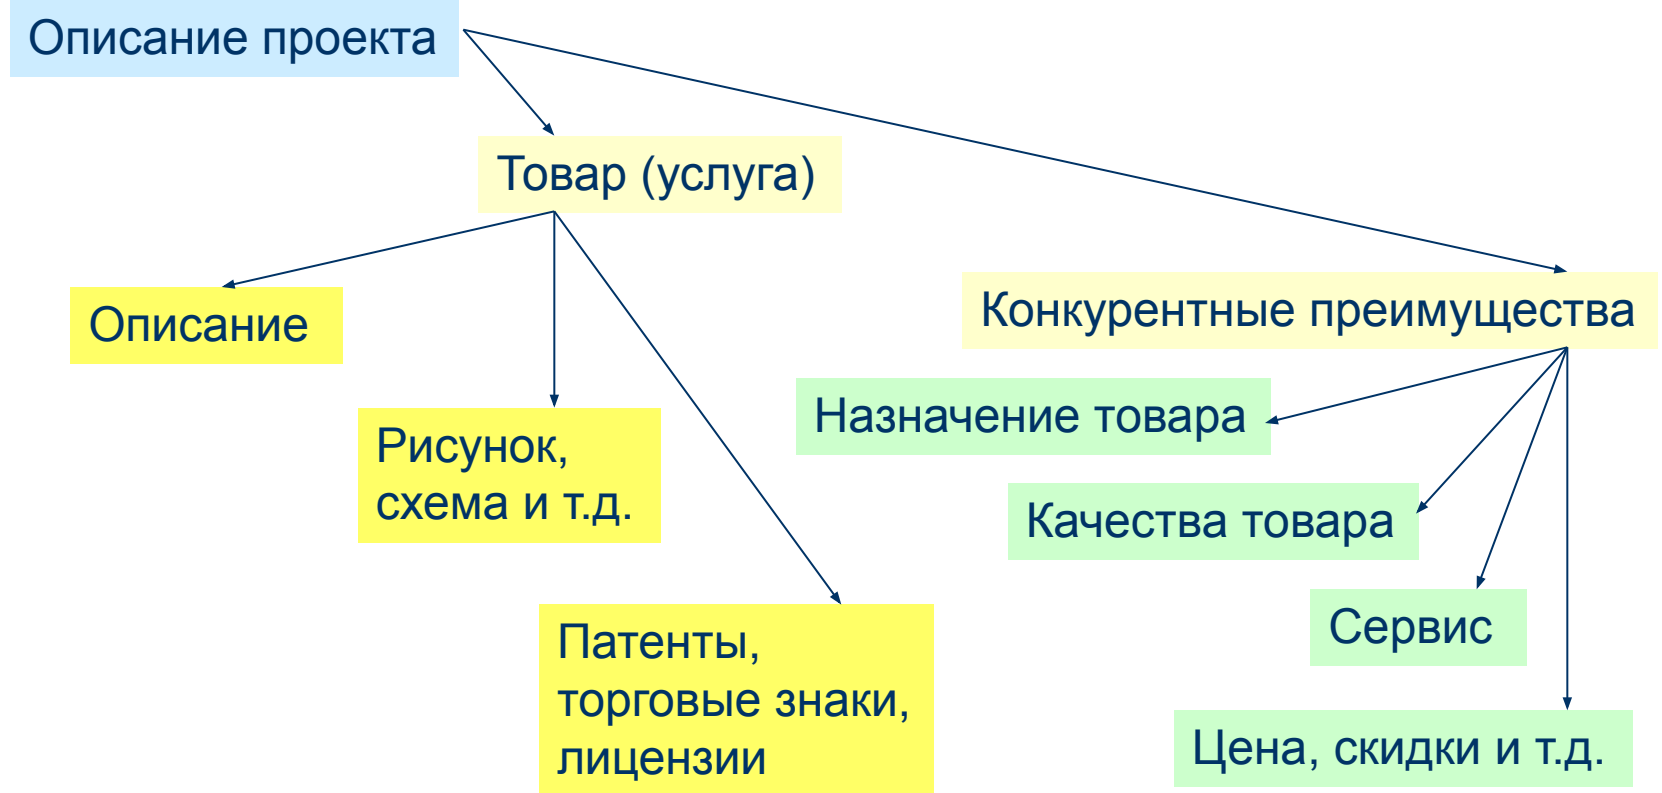 Описание проекта
Товар (услуга)
Описание
Рисунок,
схема и т.д.
Патенты,
торговые знаки,
лицензии
Конкурентные преимущества
Назначение товара
Качества товара
Сервис
Цена, скидки и т.д.